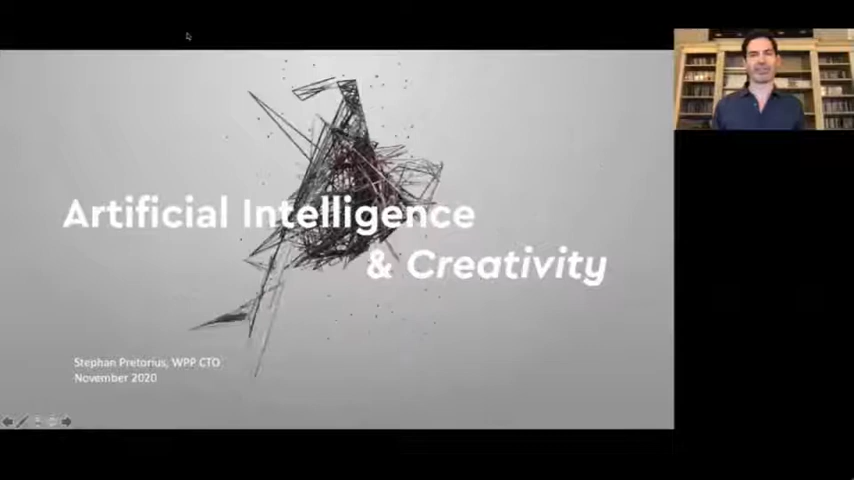 Artificial Intelligence
& Creativity
Stephan Pretorius, WPP CTO
November 2020